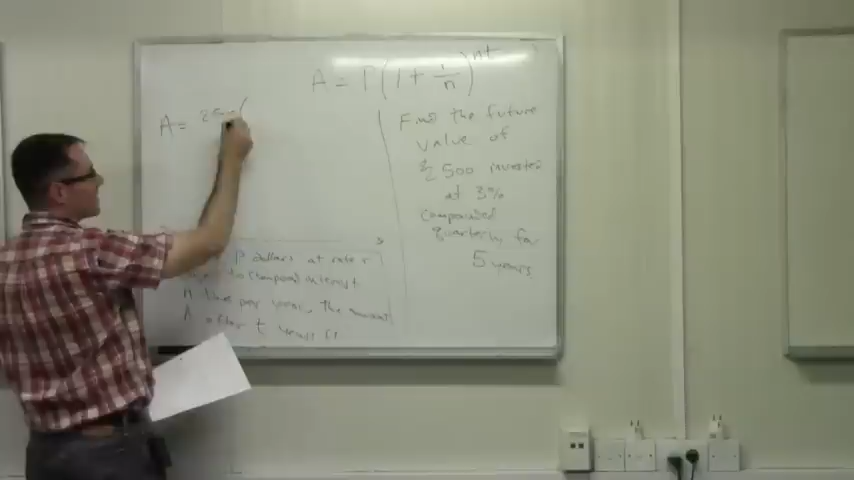 A = P(1 + r/n)^nt
A = 2500(
Find the future
value of
$2500 invested
at 3%
compounded
quarterly for
5 years
P dollars at rate r
to compound interest
n times per year, the amount
A after t years is